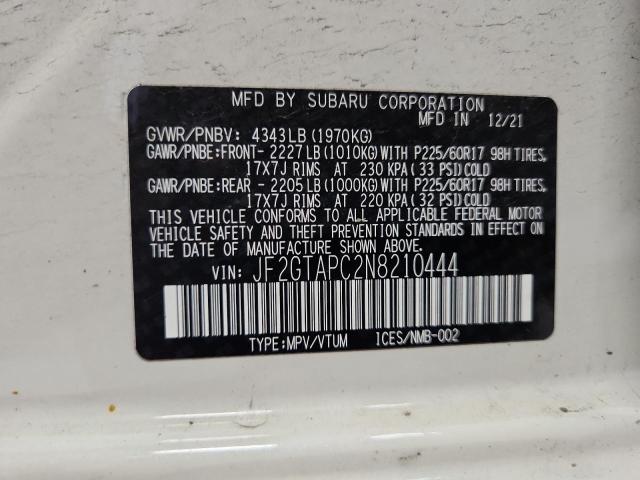 MFD BY SUBARU CORPORATION
MFD IN 12/21
GVWR/PNBV: 4343LB (1970KG)
GAWR/PNBE:FRONT- 2227 LB (1010KG) WITH P225/60R17 98H TIRES,
17X7J RIMS AT 230 KPA (33 PSI) COLD
GAWR/PNBE:REAR - 2205 LB (1000KG) WITH P225/60R17 98H TIRES,
17X7J RIMS AT 220 KPA (32 PSI) COLD
THIS VEHICLE CONFORMS TO ALL APPLICABLE FEDERAL MOTOR
VEHICLE SAFETY AND THEFT PREVENTION STANDARDS IN EFFECT ON
THE DATE OF MANUFACTURE SHOWN ABOVE.
VIN: JF2GTAPC2N8210444
TYPE:MPV/VTUM ICES/NMB-002